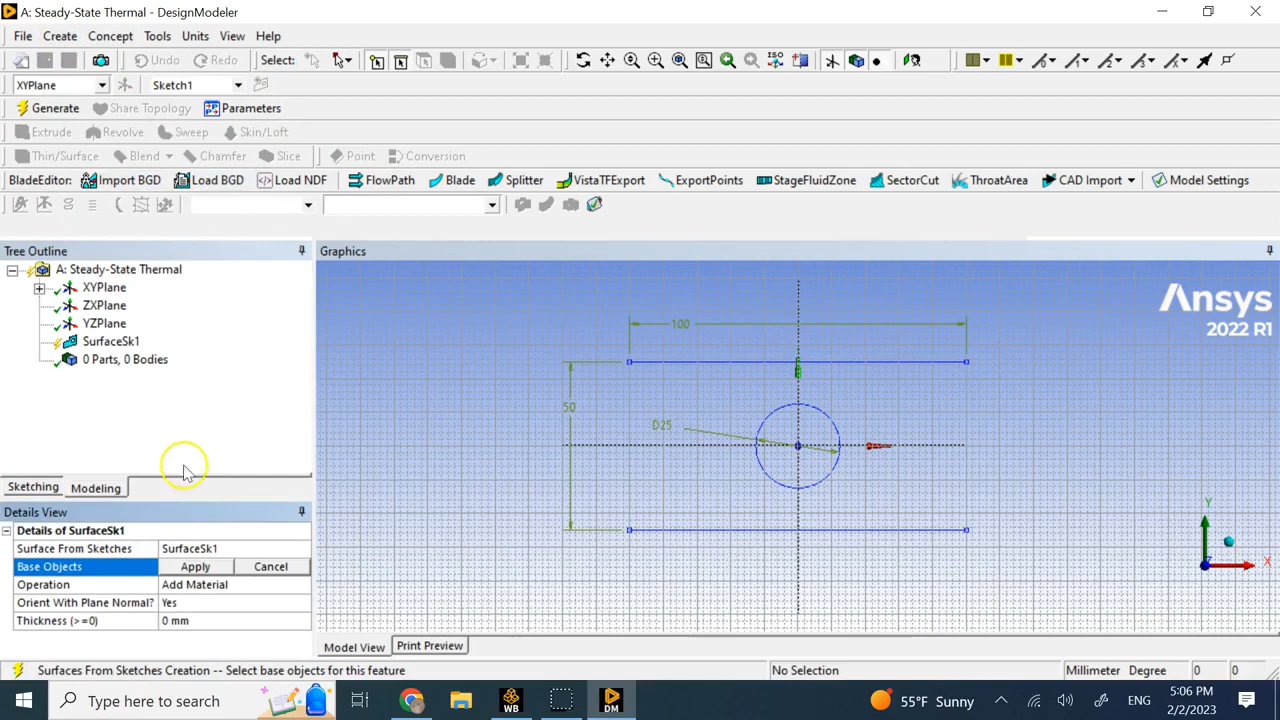 A: Steady-State Thermal - DesignModeler
File Create Concept Tools Units View Help
Undo Redo Select: ISO
XYPlane Sketch1
Generate Share Topology Parameters
Extrude Revolve Sweep Skin/Loft
Thin/Surface Blend Chamfer Slice Point Conversion
BladeEditor: Import BGD Load BGD Load NDF FlowPath Blade Splitter VistaTFExport ExportPoints StageFluidZone SectorCut ThroatArea CAD Import Model Settings
Tree Outline
A: Steady-State Thermal
XYPlane
ZXPlane
YZPlane
SurfaceSk1
0 Parts, 0 Bodies
Sketching Modeling
Details View
Details of SurfaceSk1
Surface From Sketches SurfaceSk1
Base Objects Apply Cancel
Operation Add Material
Orient With Plane Normal? Yes
Thickness (>=0) 0 mm
Graphics
Ansys
2022 R1
100
50
D25
Y
X
Z
Model View Print Preview
Surfaces From Sketches Creation -- Select base objects for this feature No Selection Millimeter Degree 0 0
Type here to search WB DM 55°F Sunny ENG 5:06 PM
2/2/2023